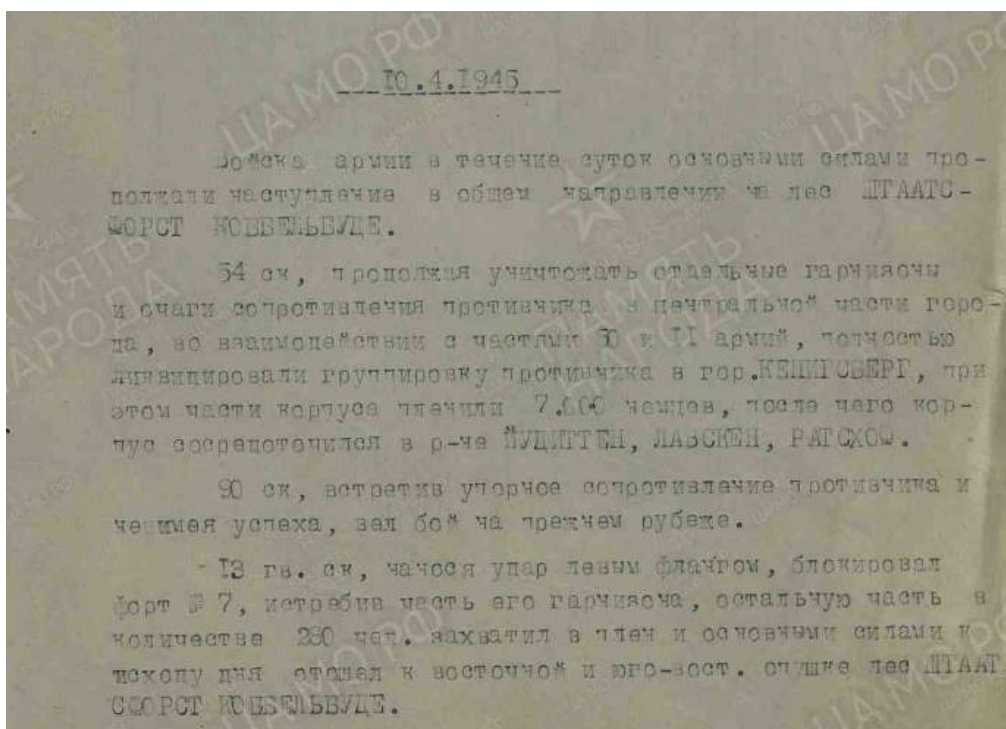 10.4.1945
Войска армии в течение суток основными силами про-
должали наступление в общем направлении на лес ШТААТС-
ФОРСТ КОББЕЛЬБУДЕ.
54 ск, продолжая уничтожать отдельные гарнизоны
и очаги сопротивления противника в центральной части горо-
да, во взаимодействии с частями 50 и 11 армий, полностью
ликвидировали группировку противника в гор.КЕНИГСБЕРГ, при
этом части корпуса пленили 7.000 немцев, после чего кор-
пус сосредоточился в р-не ЙУДИТТЕН, ЛАВСКЕН, РАТСХОФ.
90 ск, встретив упорное сопротивление противника и
не имея успеха, вел бой на прежнем рубеже.
- 13 гв. ск, нанося удар левым флангом, блокировал
форт № 7, истребив часть его гарнизона, остальную часть в
количестве 280 чел. захватил в плен и основными силами к
исходу дня отошел к восточной и юго-вост. опушке лес ШТААТ
СФОРСТ КОББЕЛЬБУДЕ.
ЦАМО РФ
ПАМЯТЬ
НАРОДА